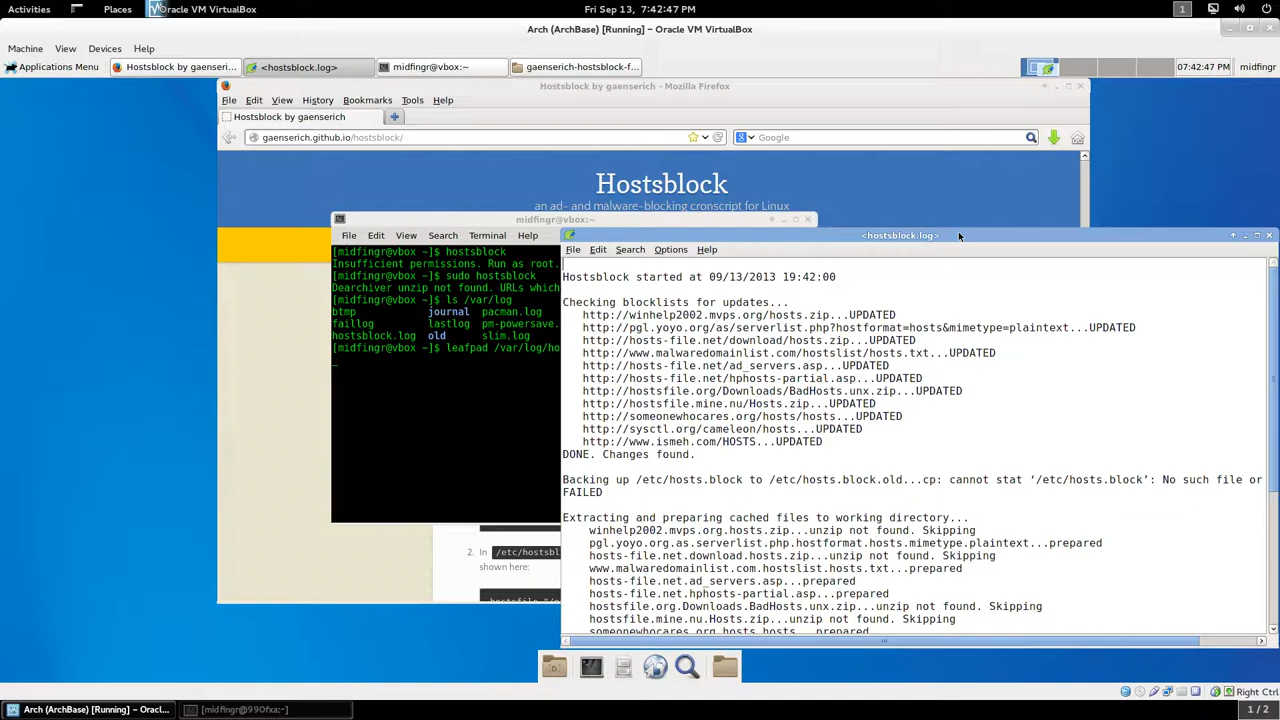 Activities Places Oracle VM VirtualBox Fri Sep 13, 7:42:47 PM 1
Arch (ArchBase) [Running] – Oracle VM VirtualBox
Machine View Devices Help
Applications Menu Hostsblock by gaenseri... <hostsblock.log> midfingr@vbox:~ gaenserich-hostsblock-f... 07:42:47 PM midfingr
Hostsblock by gaenserich - Mozilla Firefox
File Edit View History Bookmarks Tools Help
Hostsblock by gaenserich
gaenserich.github.io/hostsblock/ Google
Hostsblock
an ad- and malware-blocking cronscript for Linux
midfingr@vbox:~
File Edit View Search Terminal Help
[midfingr@vbox ~]$ hostsblock
Insufficient permissions. Run as root.
[midfingr@vbox ~]$ sudo hostsblock
Dearchiver unzip not found. URLs which
[midfingr@vbox ~]$ ls /var/log
btmp journal pacman.log
faillog lastlog pm-powersave.
hostsblock.log old slim.log
[midfingr@vbox ~]$ leafpad /var/log/ho
2. In /etc/hostsbl
shown here:
<hostsblock.log>
File Edit Search Options Help
Hostsblock started at 09/13/2013 19:42:00
Checking blocklists for updates...
http://winhelp2002.mvps.org/hosts.zip...UPDATED
http://pgl.yoyo.org/as/serverlist.php?hostformat=hosts&mimetype=plaintext...UPDATED
http://hosts-file.net/download/hosts.zip...UPDATED
http://www.malwaredomainlist.com/hostslist/hosts.txt...UPDATED
http://hosts-file.net/ad_servers.asp...UPDATED
http://hosts-file.net/hphosts-partial.asp...UPDATED
http://hostsfile.org/Downloads/BadHosts.unx.zip...UPDATED
http://hostsfile.mine.nu/Hosts.zip...UPDATED
http://someonewhocares.org/hosts/hosts...UPDATED
http://sysctl.org/cameleon/hosts...UPDATED
http://www.ismeh.com/HOSTS...UPDATED
DONE. Changes found.
Backing up /etc/hosts.block to /etc/hosts.block.old...cp: cannot stat ‘/etc/hosts.block’: No such file or
FAILED
Extracting and preparing cached files to working directory...
winhelp2002.mvps.org.hosts.zip...unzip not found. Skipping
pgl.yoyo.org.as.serverlist.php.hostformat.hosts.mimetype.plaintext...prepared
hosts-file.net.download.hosts.zip...unzip not found. Skipping
www.malwaredomainlist.com.hostslist.hosts.txt...prepared
hosts-file.net.ad_servers.asp...prepared
hosts-file.net.hphosts-partial.asp...prepared
hostsfile.org.Downloads.BadHosts.unx.zip...unzip not found. Skipping
hostsfile.mine.nu.Hosts.zip...unzip not found. Skipping
someonewhocares.org.hosts.hosts...prepared
Right Ctrl
Arch (ArchBase) [Running] – Oracl... [midfingr@990fxa:~] 1 / 2